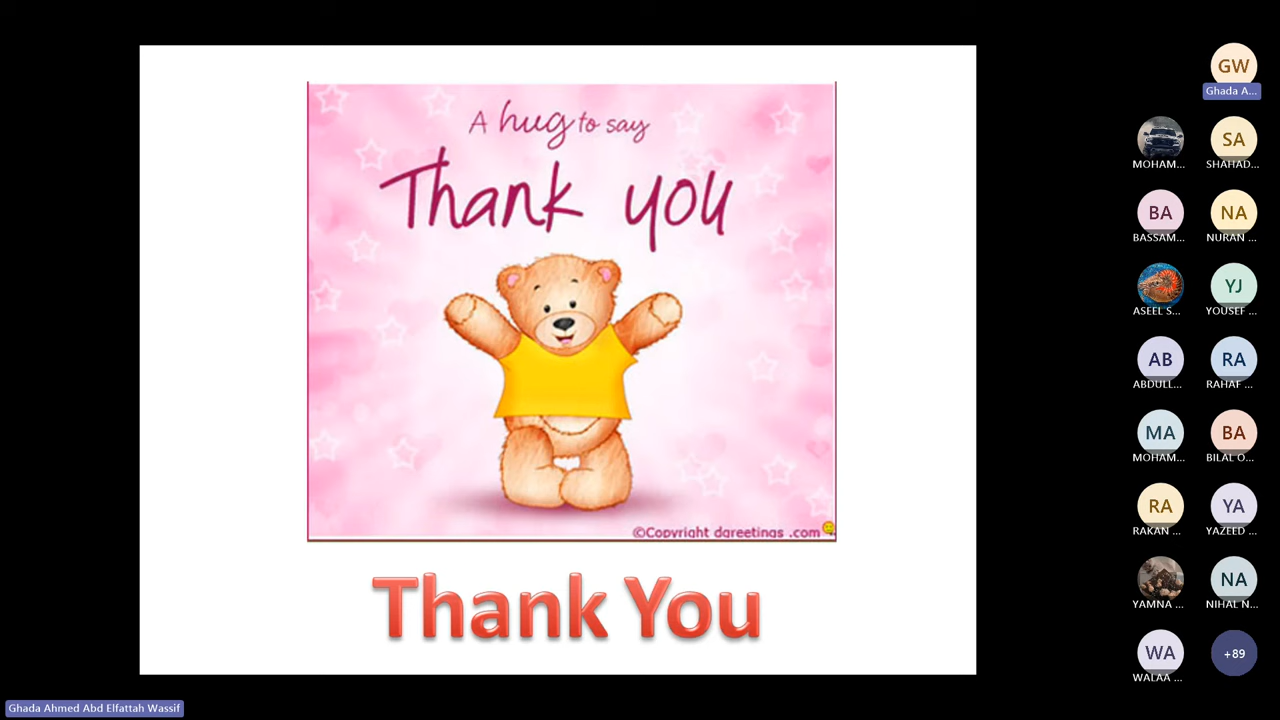 A hug to say
Thank you
©Copyright dgreetings .com
Thank You
GW
Ghada A...
MOHAM...
SA
SHAHAD...
BA
BASSAM...
NA
NURAN ...
ASEEL S...
YJ
YOUSEF ...
AB
ABDULL...
RA
RAHAF ...
MA
MOHAM...
BA
BILAL O...
RA
RAKAN ...
YA
YAZEED ...
YAMNA ...
NA
NIHAL N...
WA
WALAA ...
+89
Ghada Ahmed Abd Elfattah Wassif